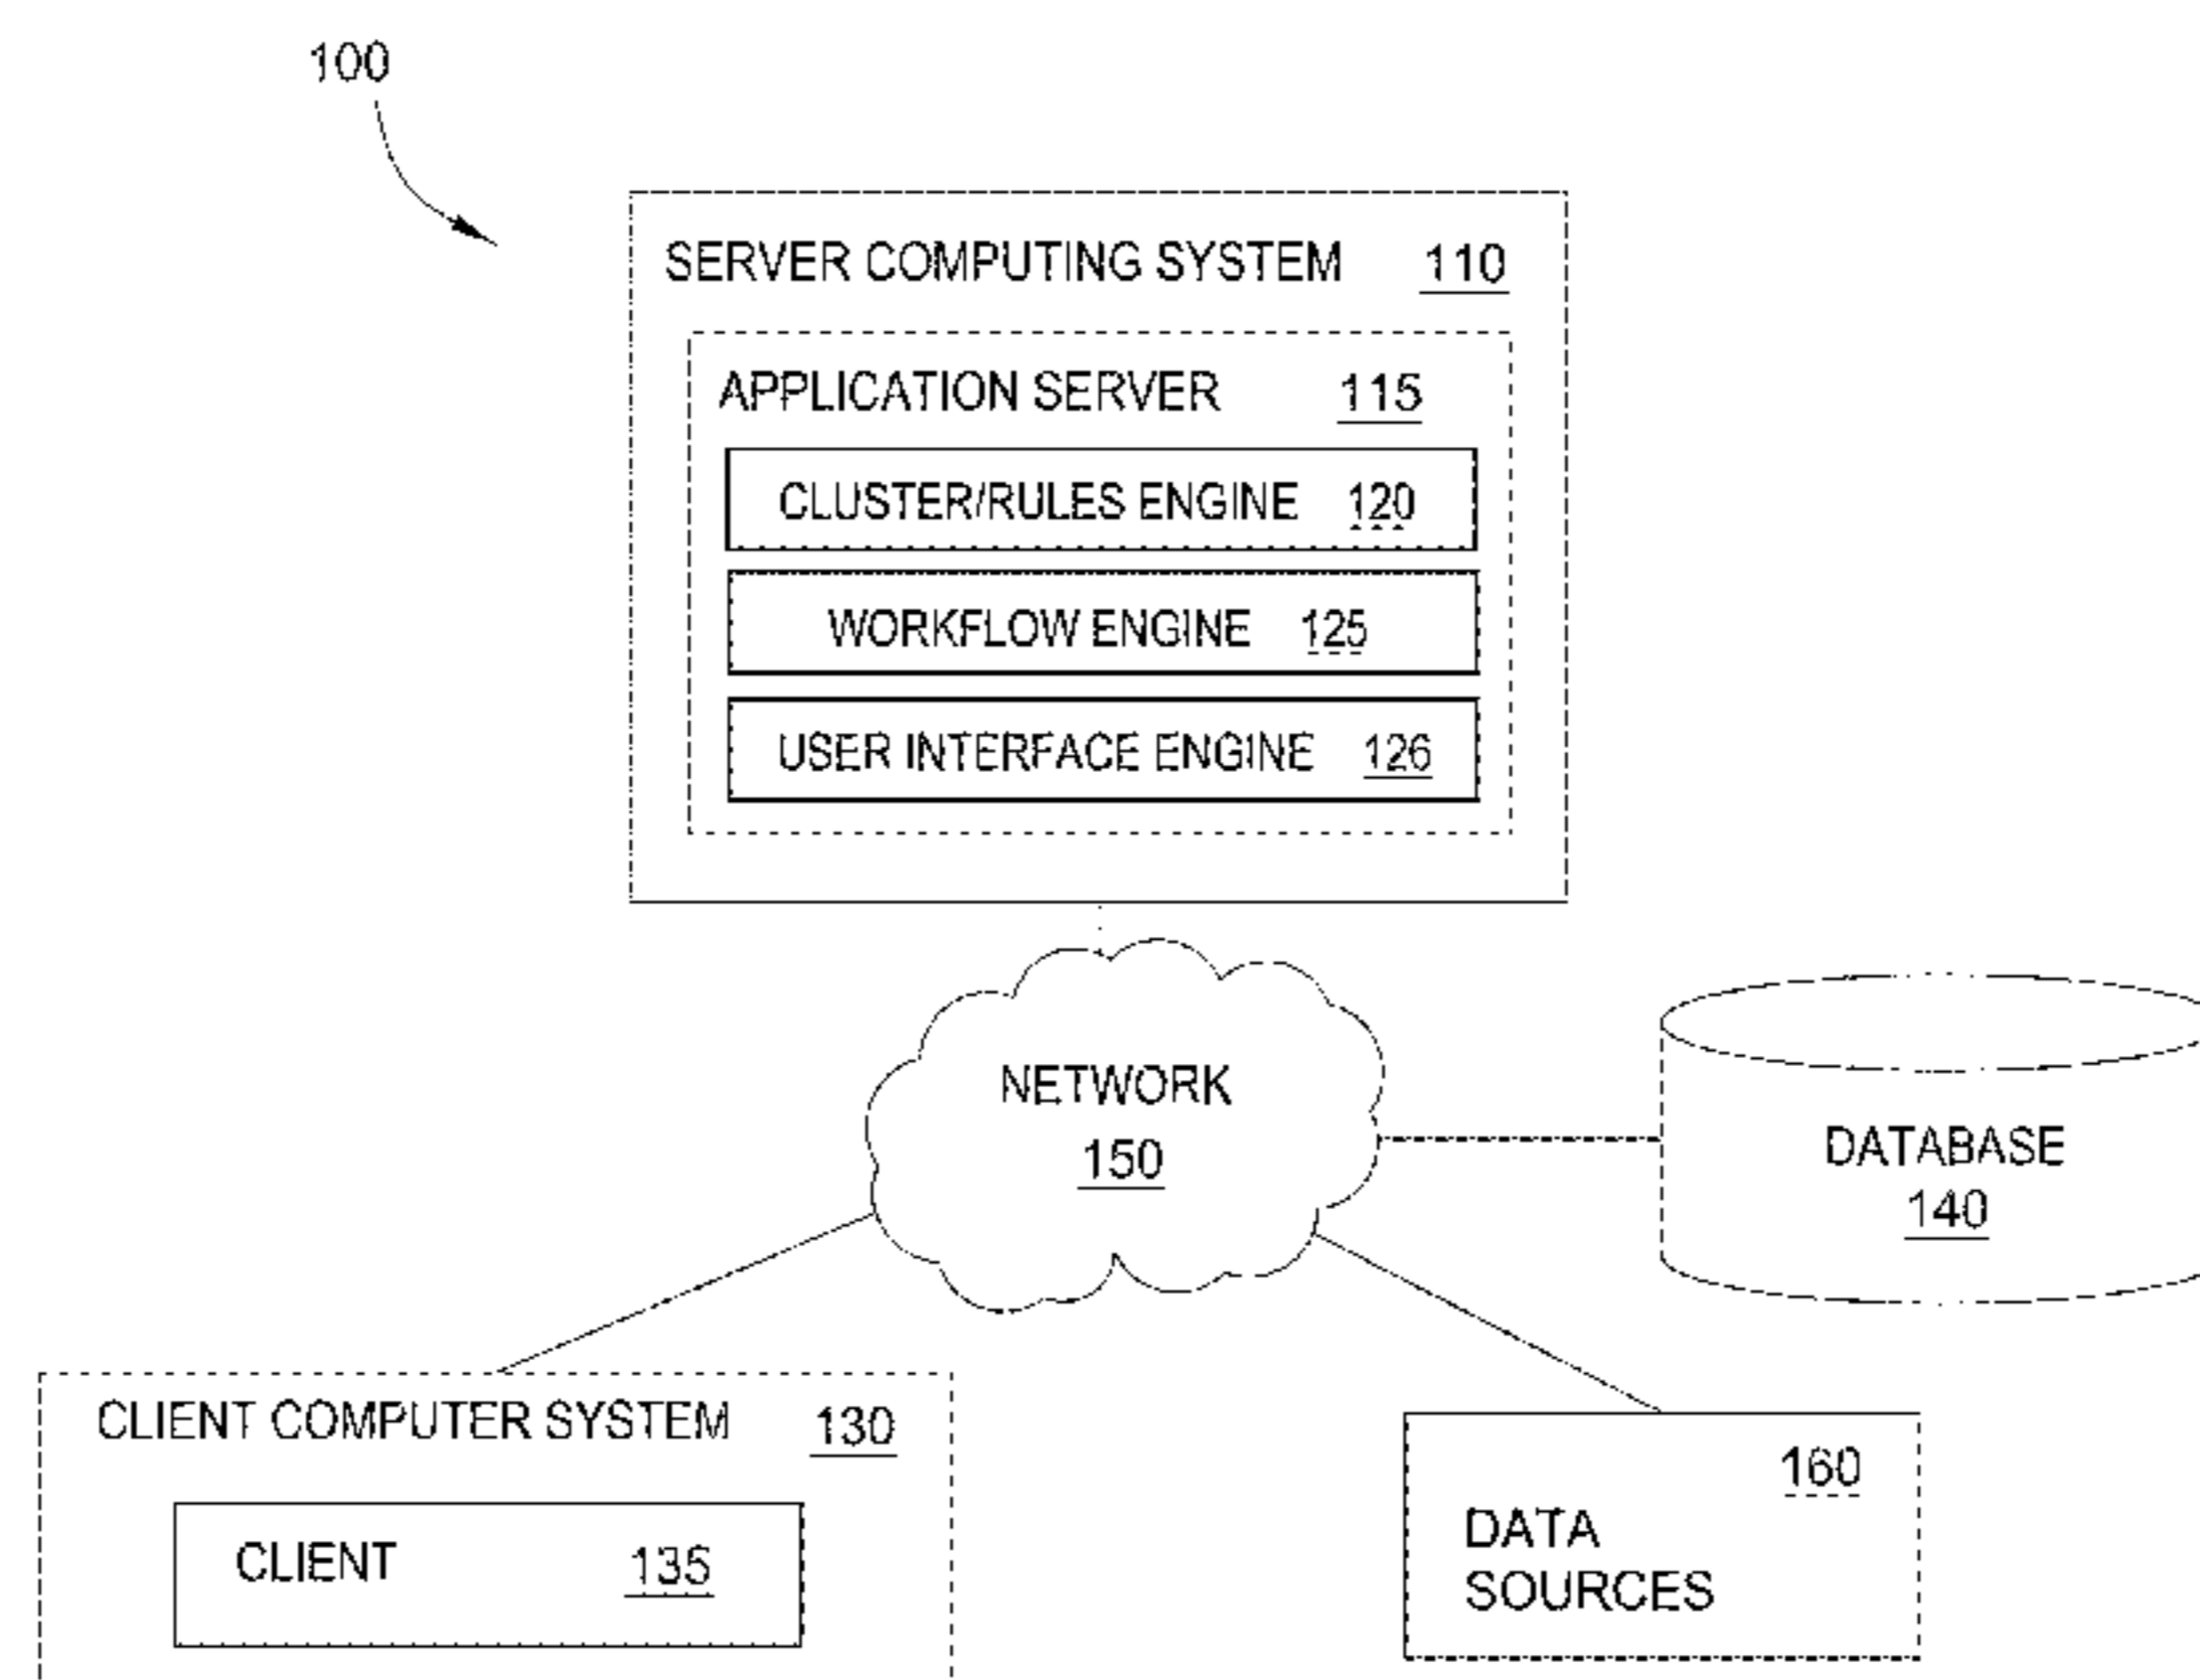 100
SERVER COMPUTING SYSTEM 110
APPLICATION SERVER 115
CLUSTER/RULES ENGINE 120
WORKFLOW ENGINE 125
USER INTERFACE ENGINE 126
NETWORK
150
DATABASE
140
CLIENT COMPUTER SYSTEM 130
CLIENT 135
160
DATA
SOURCES